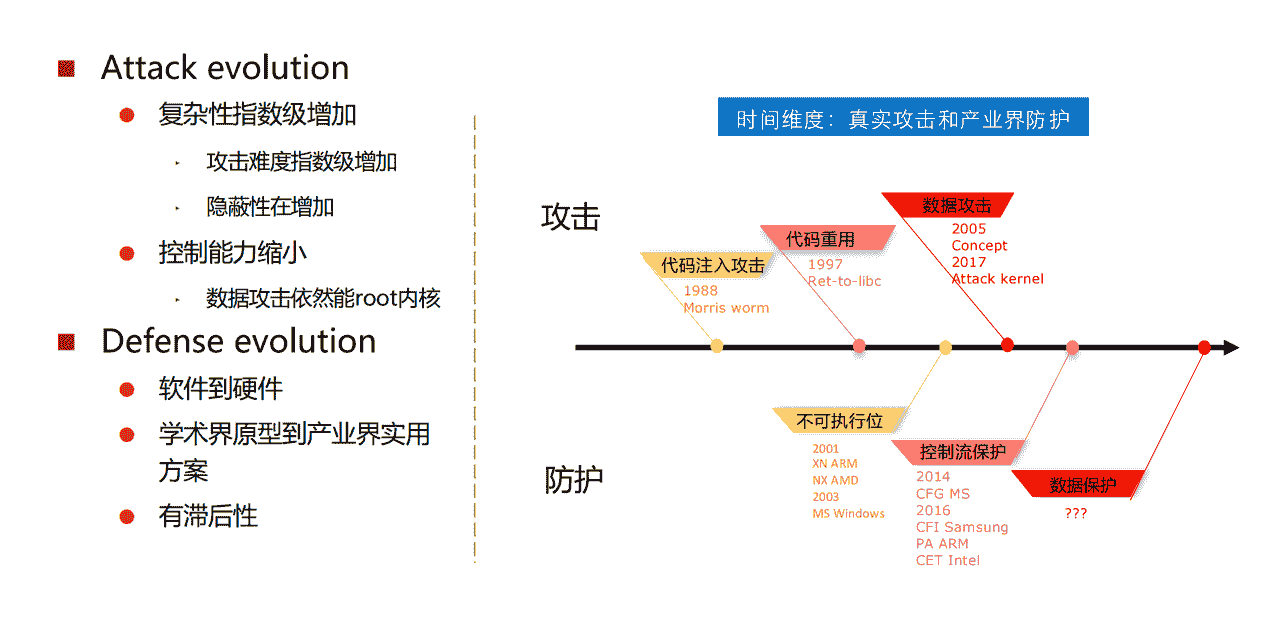 Attack evolution
复杂性指数级增加
攻击难度指数级增加
隐蔽性在增加
控制能力缩小
数据攻击依然能root内核
Defense evolution
软件到硬件
学术界原型到产业界实用
方案
有滞后性
时间维度：真实攻击和产业界防护
攻击
代码注入攻击
1988
Morris worm
代码重用
1997
Ret-to-libc
数据攻击
2005
Concept
2017
Attack kernel
防护
不可执行位
2001
XN ARM
NX AMD
2003
MS Windows
控制流保护
2014
CFG MS
2016
CFI Samsung
PA ARM
CET Intel
数据保护
???